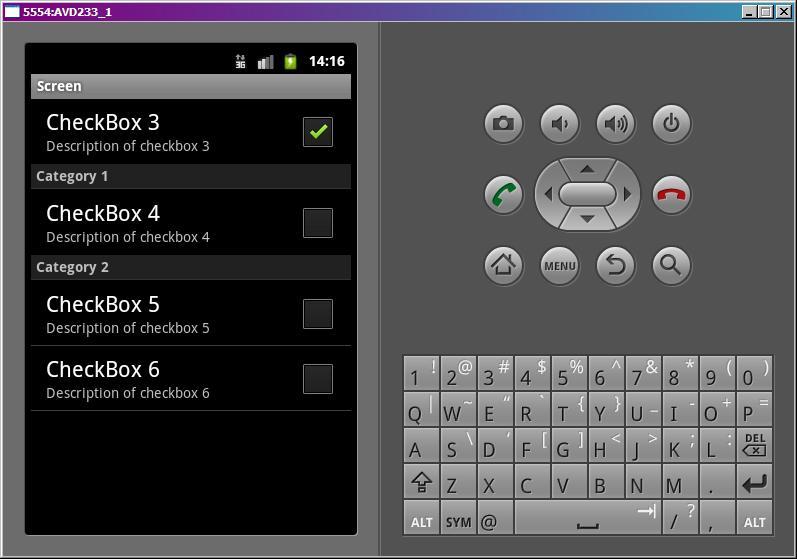 5554:AVD233_1
3G 14:16
Screen
CheckBox 3
Description of checkbox 3
Category 1
CheckBox 4
Description of checkbox 4
Category 2
CheckBox 5
Description of checkbox 5
CheckBox 6
Description of checkbox 6
MENU
1 ! 2 @ 3 # 4 $ 5 % 6 ^ 7 & 8 * 9 ( 0 )
Q | W ~ E “ R ` T { Y } U _ I - O + P =
A S \ D ‘ F [ G ] H < J > K ; L : DEL
Z X C V B N M .
ALT SYM @ / ? , ALT